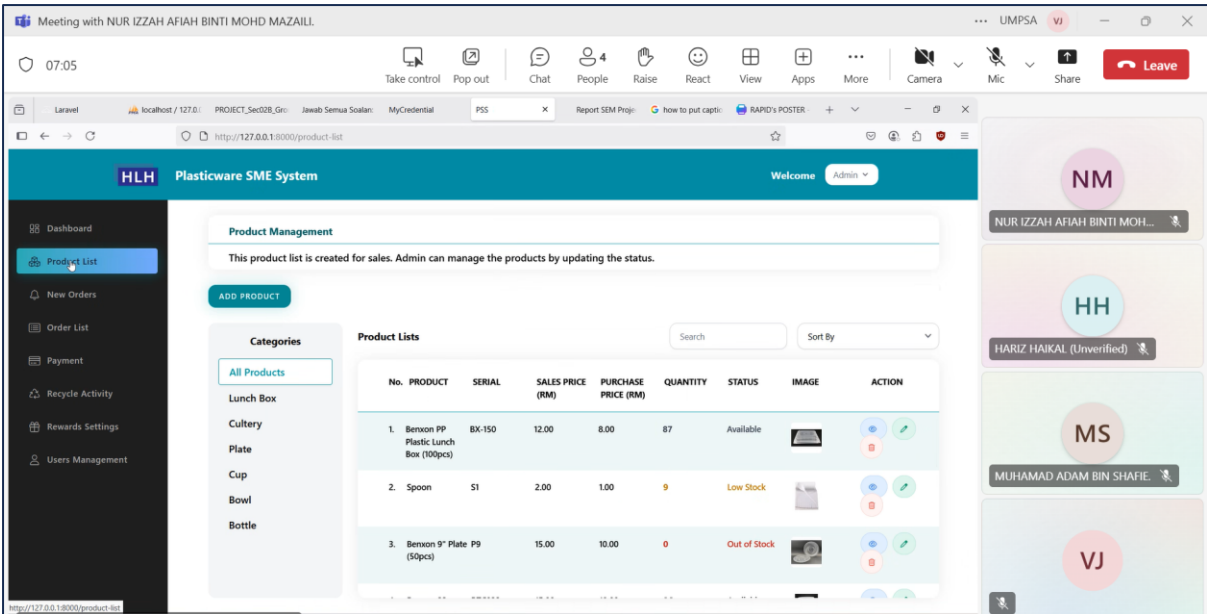 Meeting with NUR IZZAH AFIAH BINTI MOHD MAZAILI.
UMPSA VJ
07:05
Take control Pop out Chat People 4 Raise React View Apps More Camera Mic Share Leave
Laravel localhost / 127.0.( PROJECT_Sec02B_Gro Jawab Semua Soalan: MyCredential PSS Report SEM Proje how to put captic RAPID's POSTER -
http://127.0.0.1:8000/product-list
HLH Plasticware SME System Welcome Admin
Dashboard
Product List
New Orders
Order List
Payment
Recycle Activity
Rewards Settings
Users Management
Product Management
This product list is created for sales. Admin can manage the products by updating the status.
ADD PRODUCT
Categories
All Products
Lunch Box
Cultery
Plate
Cup
Bowl
Bottle
Product Lists Search Sort By
No. PRODUCT SERIAL SALES PRICE (RM) PURCHASE PRICE (RM) QUANTITY STATUS IMAGE ACTION
1. Benxon PP Plastic Lunch Box (100pcs) BX-150 12.00 8.00 87 Available
2. Spoon S1 2.00 1.00 9 Low Stock
3. Benxon 9" Plate (50pcs) P9 15.00 10.00 0 Out of Stock
http://127.0.0.1:8000/product-list
NM
NUR IZZAH AFIAH BINTI MOH...
HH
HARIZ HAIKAL (Unverified)
MS
MUHAMAD ADAM BIN SHAFIE.
VJ